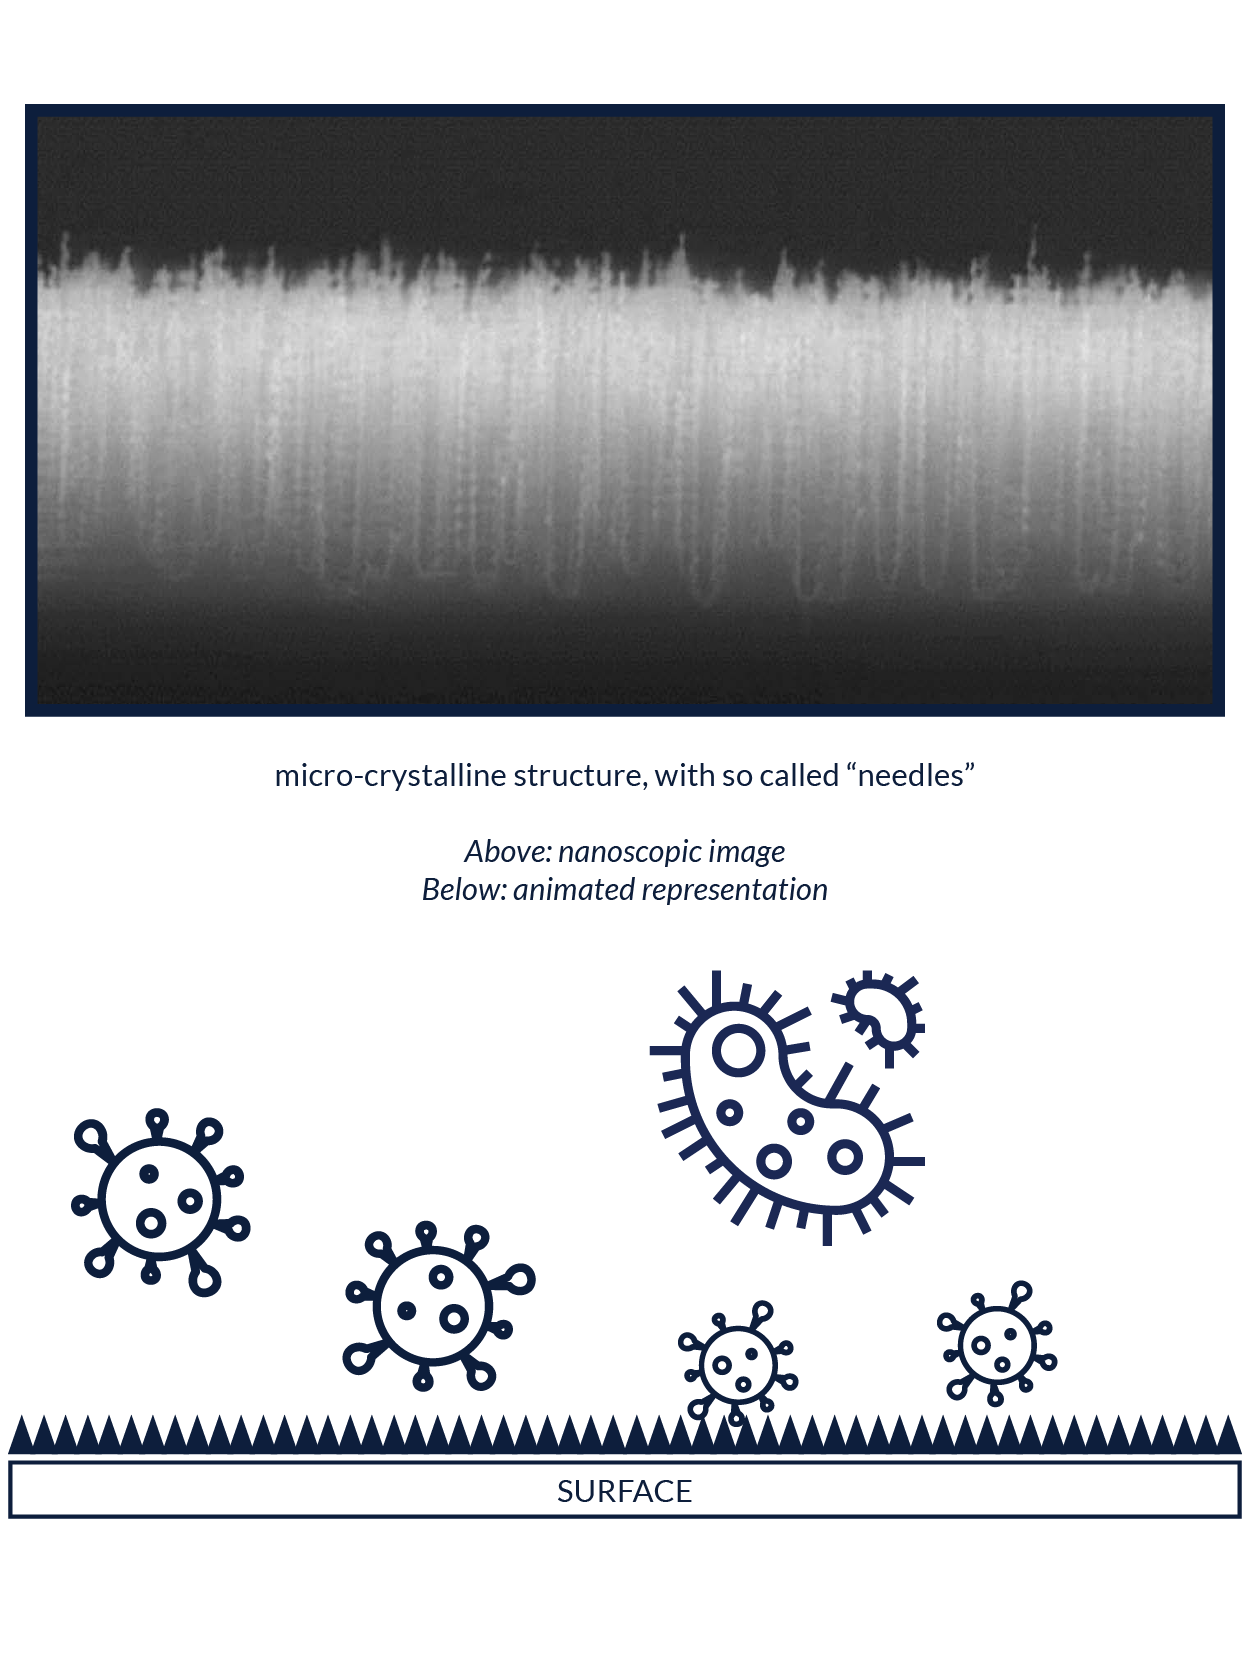 micro-crystalline structure, with so called “needles”
Above: nanoscopic image
Below: animated representation
SURFACE